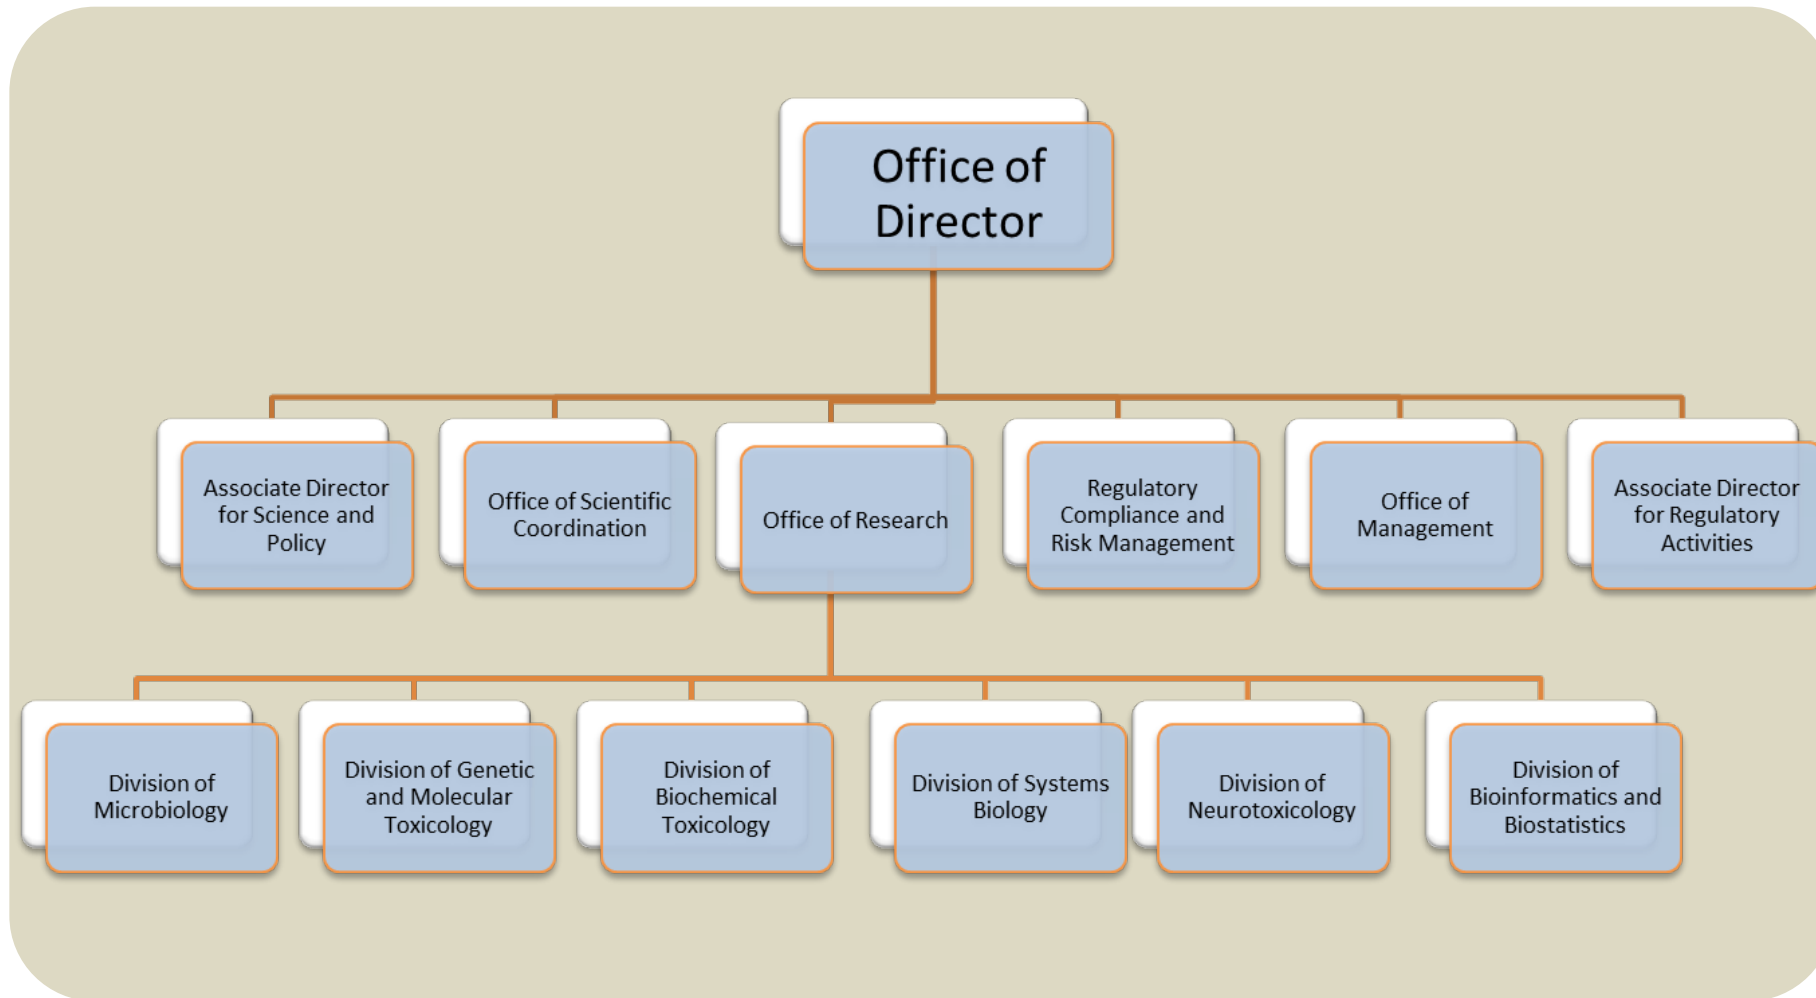 Office of
Director
Associate Director
for Science and
Policy
Office of Scientific
Coordination
Office of Research
Regulatory
Compliance and
Risk Management
Office of
Management
Associate Director
for Regulatory
Activities
Division of
Microbiology
Division of Genetic
and Molecular
Toxicology
Division of
Biochemical
Toxicology
Division of Systems
Biology
Division of
Neurotoxicology
Division of
Bioinformatics and
Biostatistics